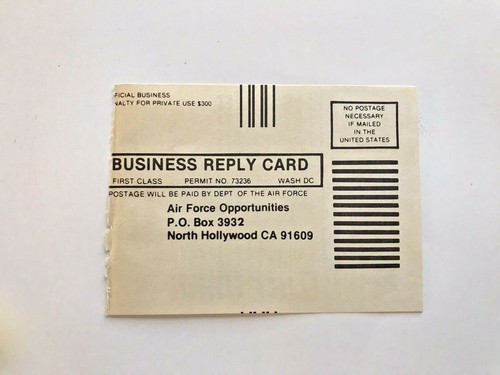 FICIAL BUSINESS
ALTY FOR PRIVATE USE $300
NO POSTAGE
NECESSARY
IF MAILED
IN THE
UNITED STATES
BUSINESS REPLY CARD
FIRST CLASS PERMIT NO. 73236 WASH DC
POSTAGE WILL BE PAID BY DEPT OF THE AIR FORCE
Air Force Opportunities
P.O. Box 3932
North Hollywood CA 91609